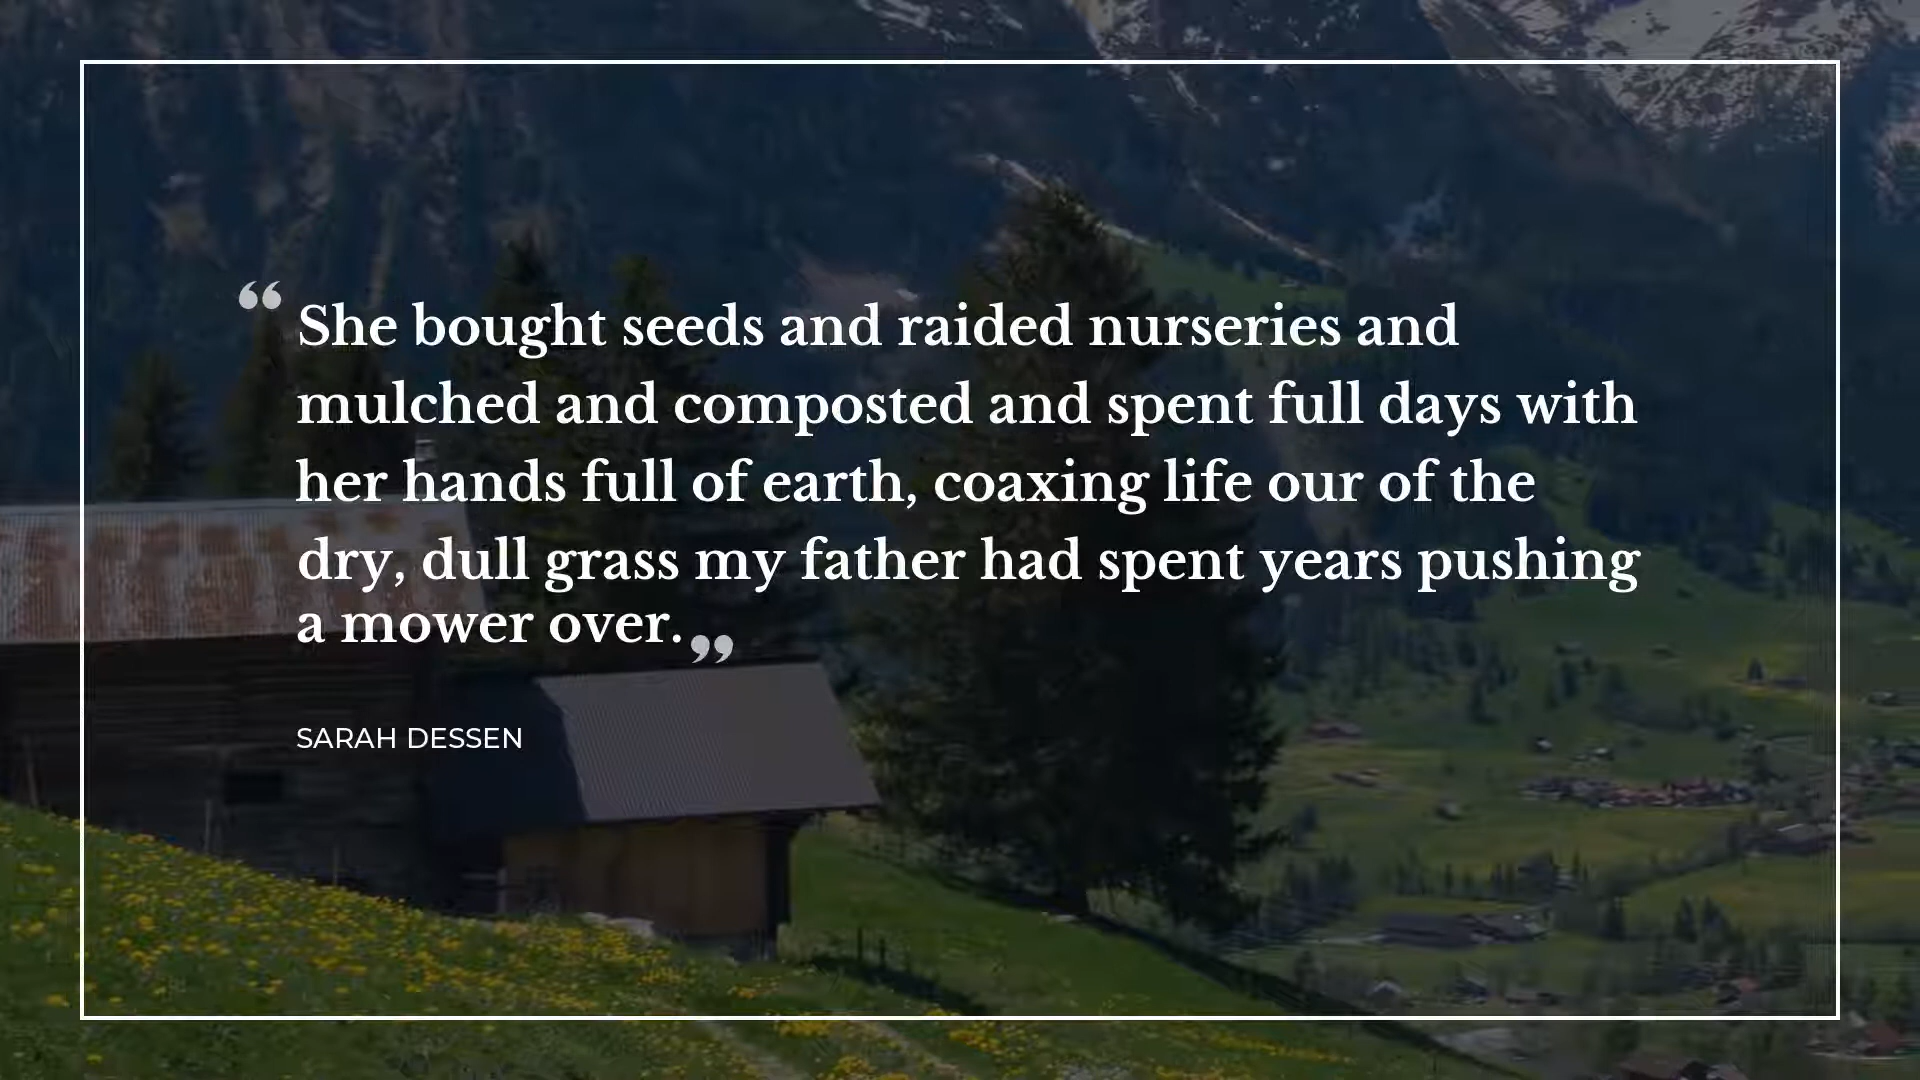 “She bought seeds and raided nurseries and
mulched and composted and spent full days with
her hands full of earth, coaxing life our of the
dry, dull grass my father had spent years pushing
a mower over.”
SARAH DESSEN